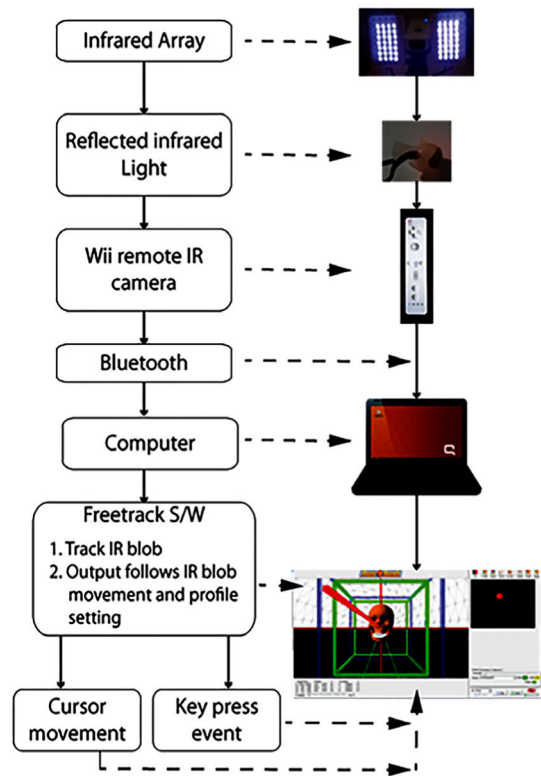 Infrared Array
Reflected infrared
Light
Wii remote IR
camera
Bluetooth
Computer
Freetrack S/W
1. Track IR blob
2. Output follows IR blob
movement and profile
setting
Cursor
movement
Key press
event